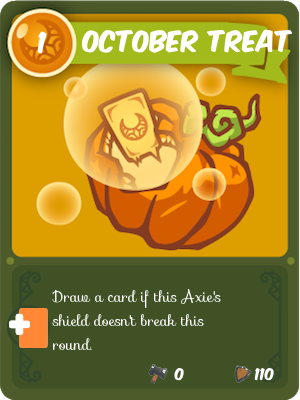 1
OCTOBER TREAT
Draw a card if this Axie's
shield doesn't break this
round.
0
110